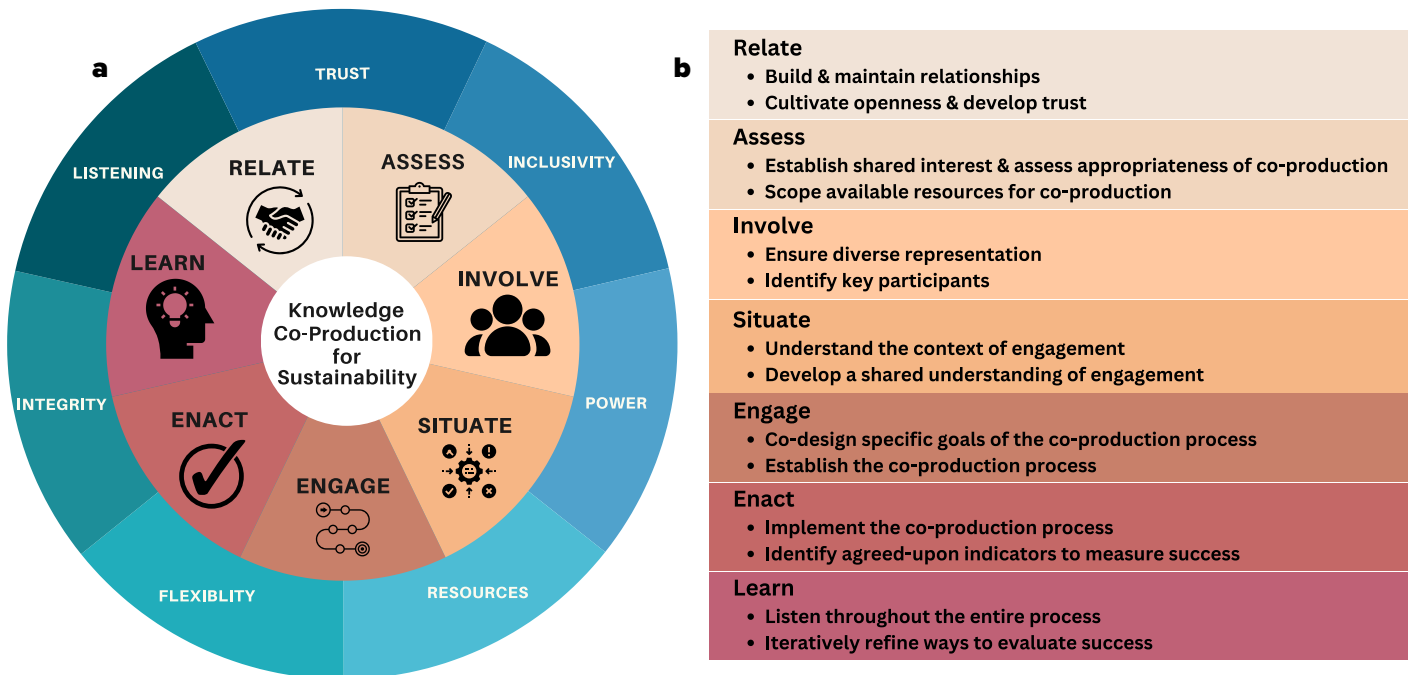 a
TRUST
LISTENING
INCLUSIVITY
RELATE
ASSESS
LEARN
INVOLVE
Knowledge
Co-Production
for
Sustainability
INTEGRITY
POWER
ENACT
SITUATE
ENGAGE
FLEXIBLITY
RESOURCES
b
Relate
• Build & maintain relationships
• Cultivate openness & develop trust
Assess
• Establish shared interest & assess appropriateness of co-production
• Scope available resources for co-production
Involve
• Ensure diverse representation
• Identify key participants
Situate
• Understand the context of engagement
• Develop a shared understanding of engagement
Engage
• Co-design specific goals of the co-production process
• Establish the co-production process
Enact
• Implement the co-production process
• Identify agreed-upon indicators to measure success
Learn
• Listen throughout the entire process
• Iteratively refine ways to evaluate success